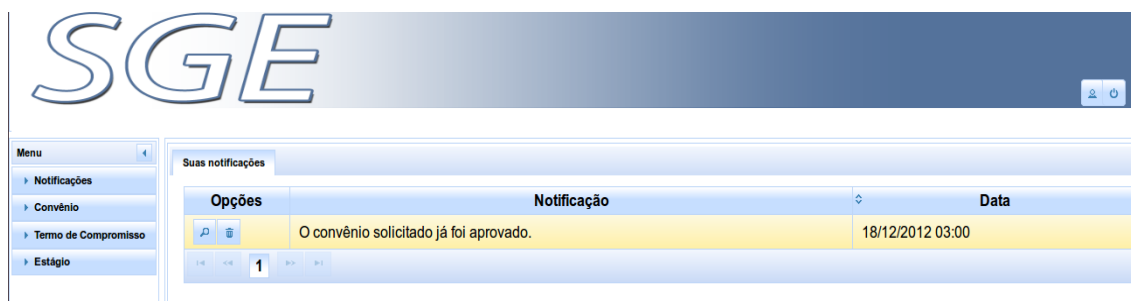 SGE
Menu
Notificações
Convênio
Termo de Compromisso
Estágio
Suas notificações
Opções Notificação Data
O convênio solicitado já foi aprovado. 18/12/2012 03:00
1